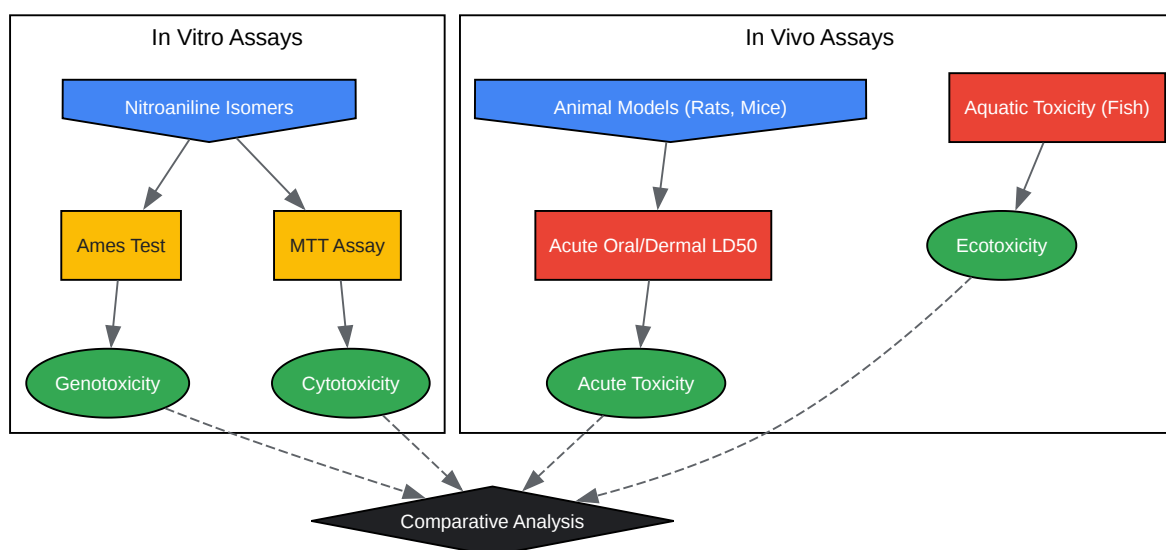 In Vitro Assays
In Vivo Assays
Nitroaniline Isomers
Animal Models (Rats, Mice)
Aquatic Toxicity (Fish)
Ames Test
MTT Assay
Acute Oral/Dermal LD50
Ecotoxicity
Genotoxicity
Cytotoxicity
Acute Toxicity
Comparative Analysis